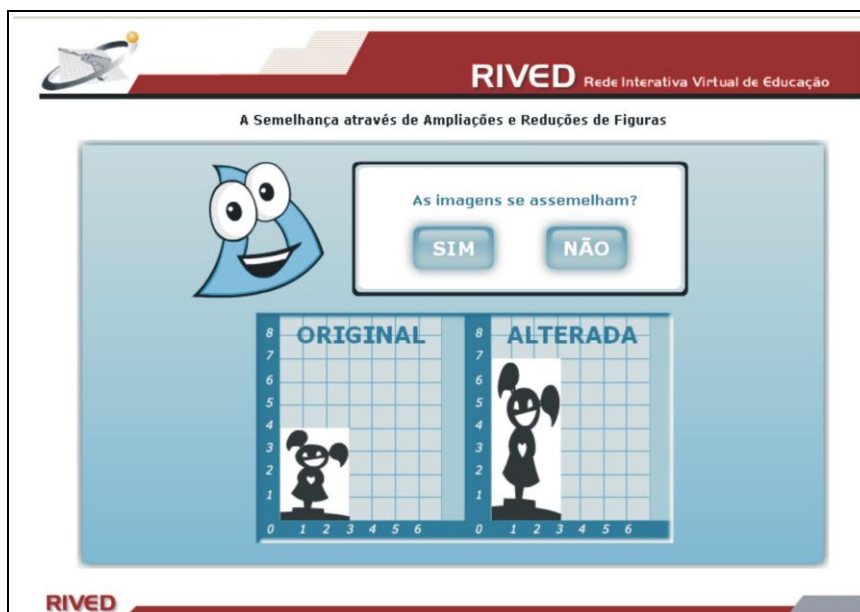 RIVED Rede Interativa Virtual de Educação
A Semelhança através de Ampliações e Reduções de Figuras
As imagens se assemelham?
SIM NÃO
ORIGINAL
8
7
6
5
4
3
2
1
0 1 2 3 4 5 6
ALTERADA
8
7
6
5
4
3
2
1
0 1 2 3 4 5 6
RIVED